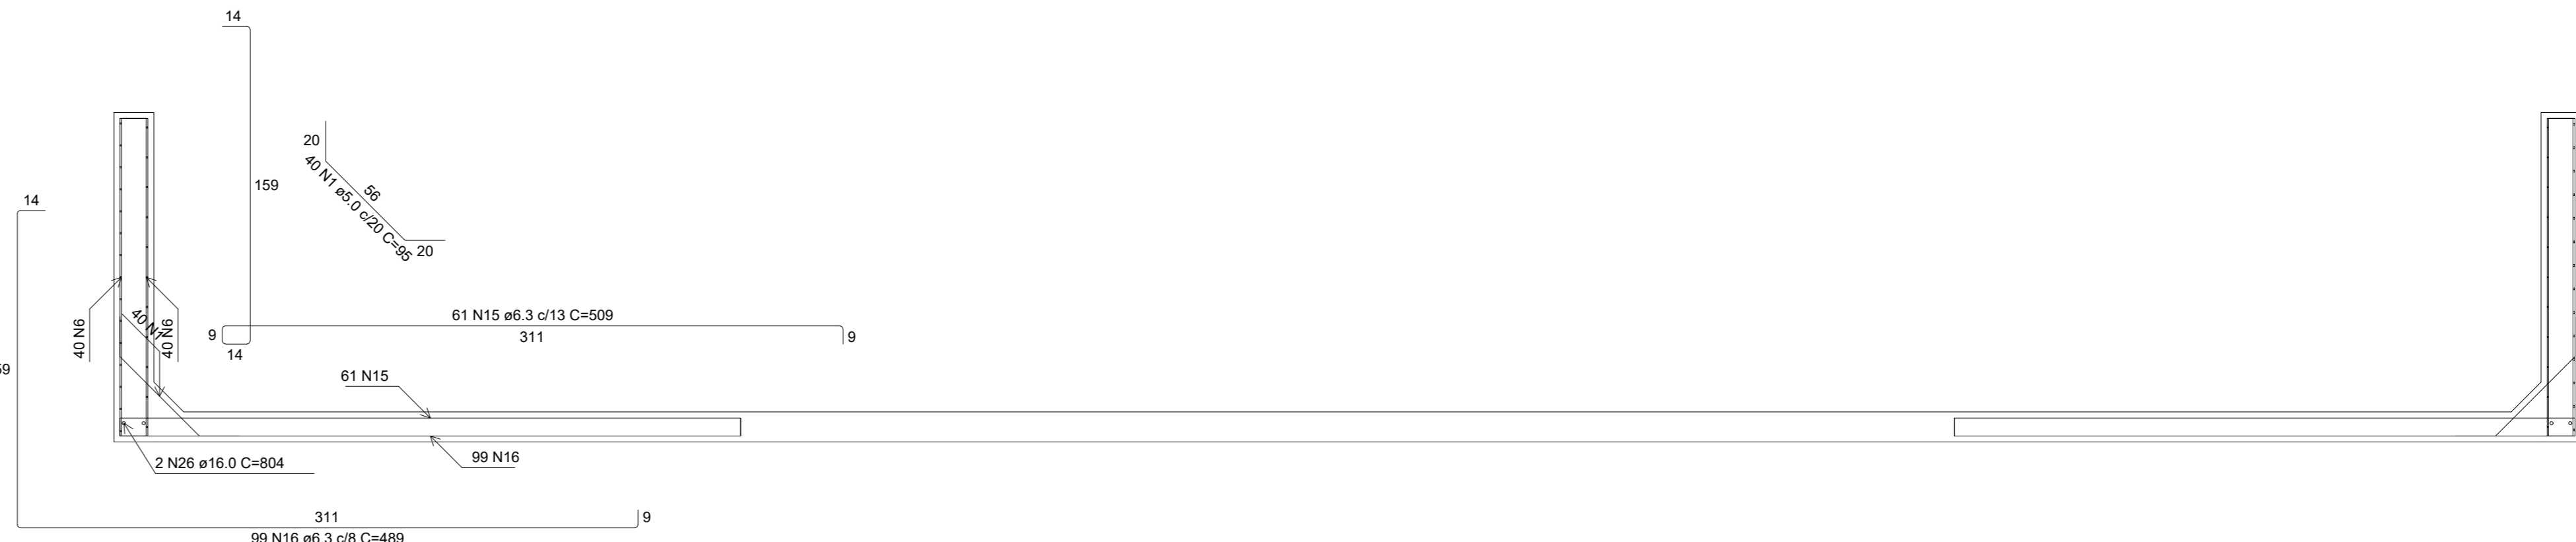 14
159
20
56
40 N1 ø5.0 c/20 C=95
20
14
61 N15 ø6.3 c/13 C=509
311
9
9
14
40 N6
40 N1
40 N6
61 N15
99 N16
2 N26 ø16.0 C=804
311
9
99 N16 ø6.3 c/8 C=489